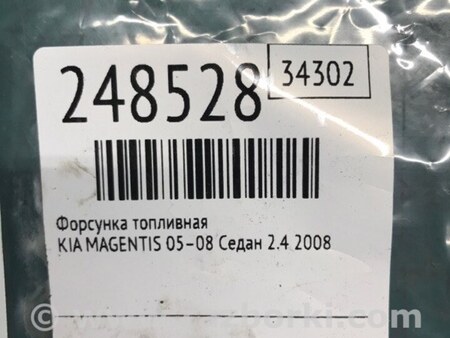 248528
34302
Форсунка топливная
KIA MAGENTIS 05-08 Седан 2.4 2008